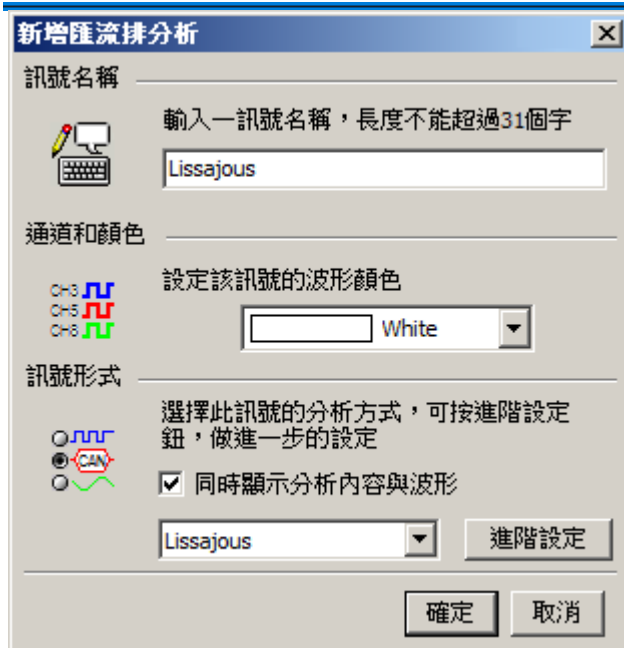 新增匯流排分析
訊號名稱
輸入一訊號名稱，長度不能超過31個字
Lissajous
通道和顏色
CH3
CH5
CH8
設定該訊號的波形顏色
White
訊號形式
選擇此訊號的分析方式，可按進階設定
鈕，做進一步的設定
CAN
同時顯示分析內容與波形
Lissajous
進階設定
確定
取消